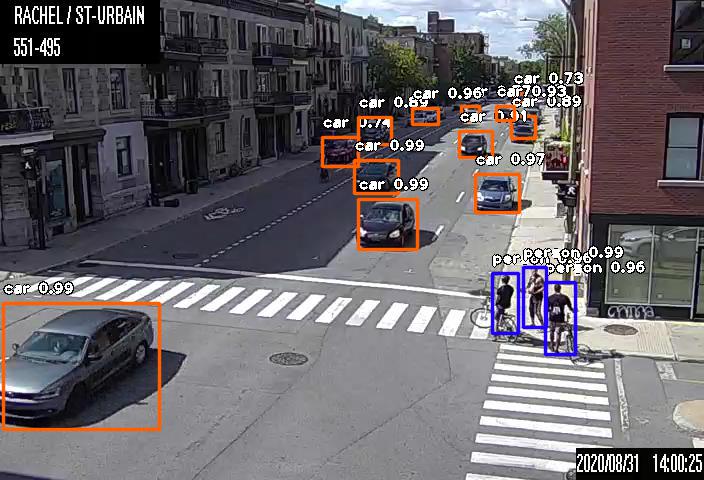 RACHEL / ST-URBAIN
551-495
car 0.73
car 0.96
car 0.89
car 0.89
car 0.74
car 0.99
car 0.97
car 0.99
person 0.99
person 0.96
car 0.99
2020/08/31 14:00:25